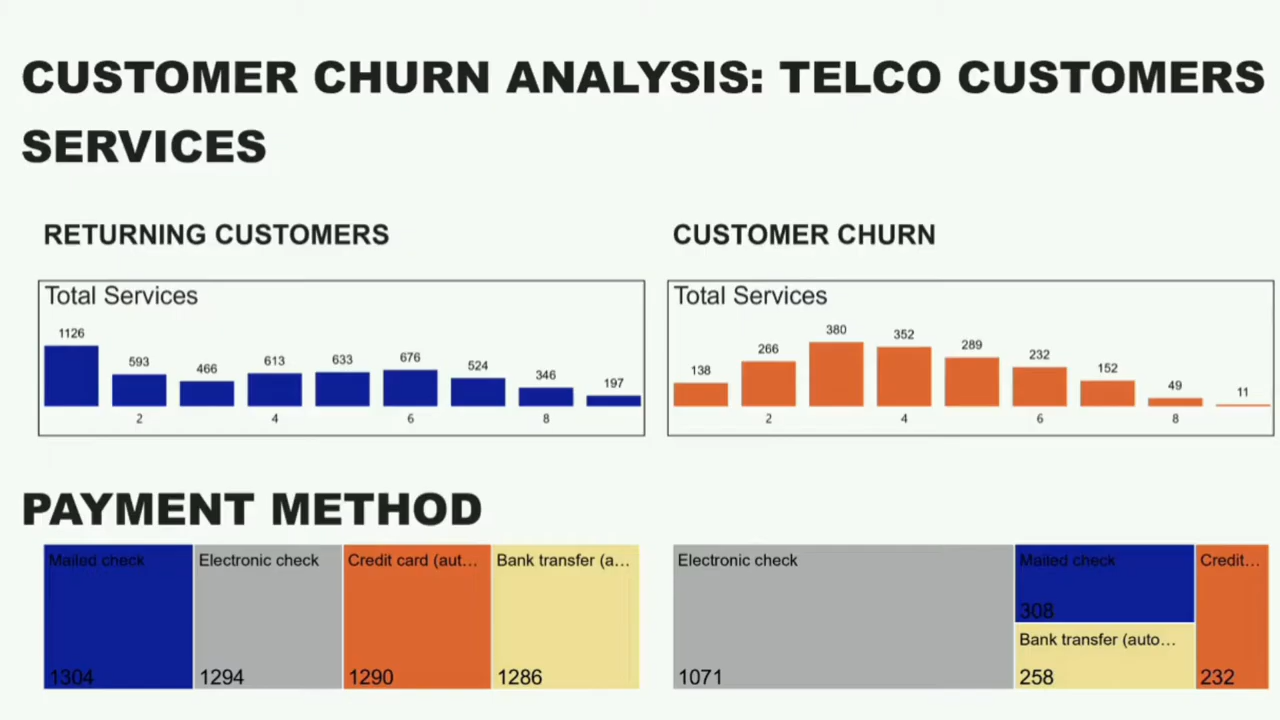 CUSTOMER CHURN ANALYSIS: TELCO CUSTOMERS
SERVICES
RETURNING CUSTOMERS
CUSTOMER CHURN
Total Services
1126 593 466 613 633 676 524 346 197
2 4 6 8
Total Services
138 266 380 352 289 232 152 49 11
2 4 6 8
PAYMENT METHOD
Mailed check
1304
Electronic check
1294
Credit card (aut...
1290
Bank transfer (a...
1286
Electronic check
1071
Mailed check
308
Bank transfer (auto...
258
Credit...
232